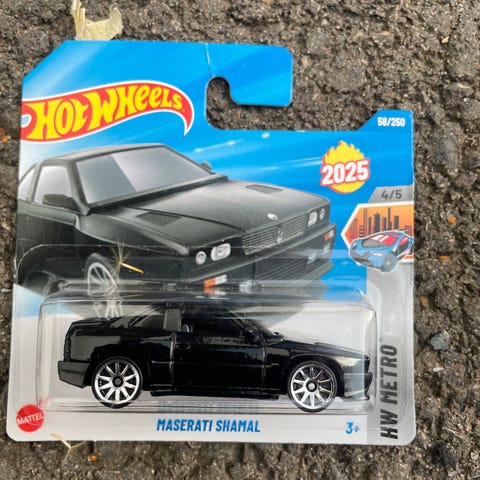 HOT WHEELS
58/250
2025
4/5
HW METRO
MATTEL
MASERATI SHAMAL
3+